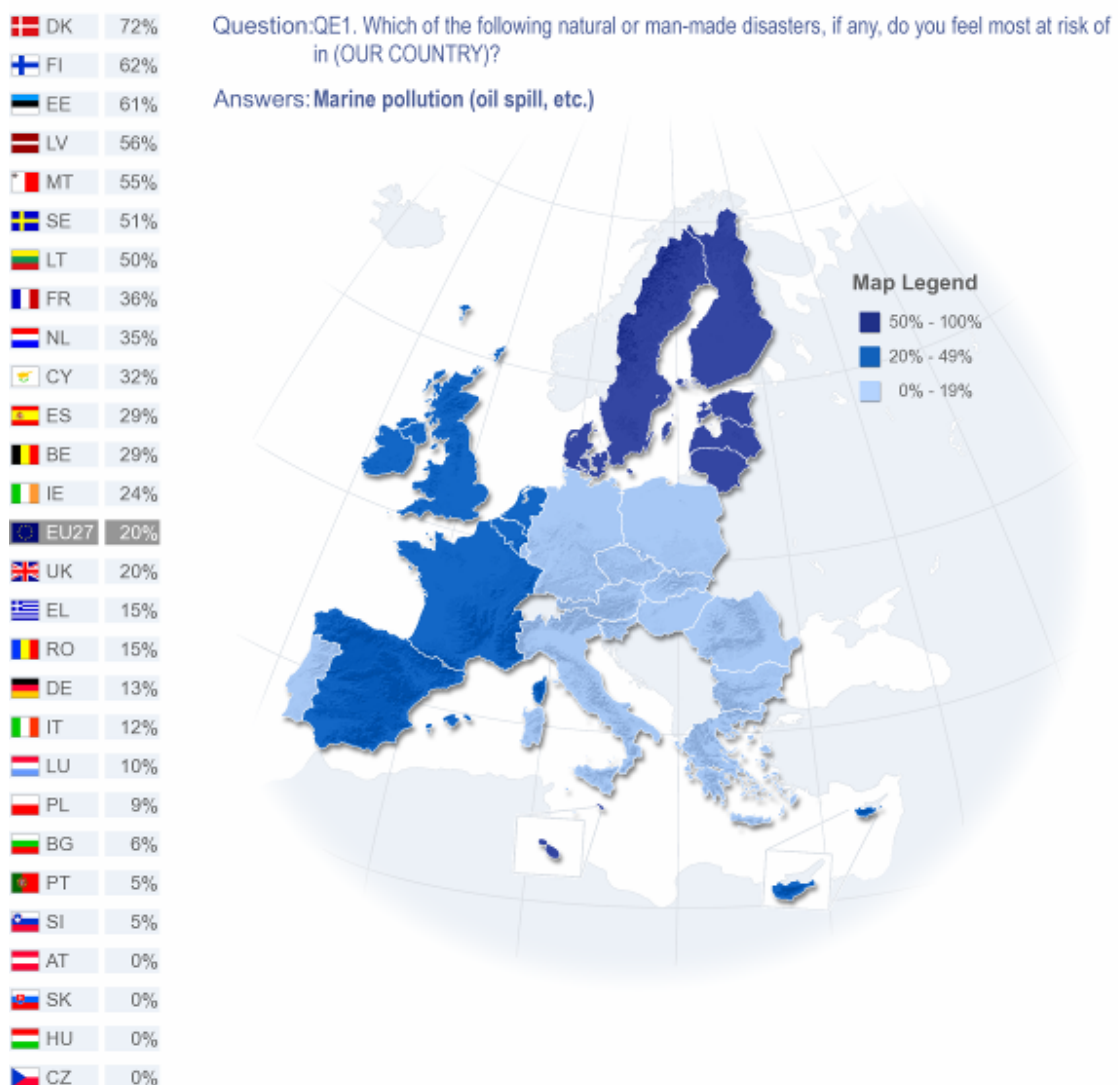 DK 72%
FI 62%
EE 61%
LV 56%
MT 55%
SE 51%
LT 50%
FR 36%
NL 35%
CY 32%
ES 29%
BE 29%
IE 24%
EU27 20%
UK 20%
EL 15%
RO 15%
DE 13%
IT 12%
LU 10%
PL 9%
BG 6%
PT 5%
SI 5%
AT 0%
SK 0%
HU 0%
CZ 0%
Question:QE1. Which of the following natural or man-made disasters, if any, do you feel most at risk of
in (OUR COUNTRY)?
Answers: Marine pollution (oil spill, etc.)
Map Legend
50% - 100%
20% - 49%
0% - 19%